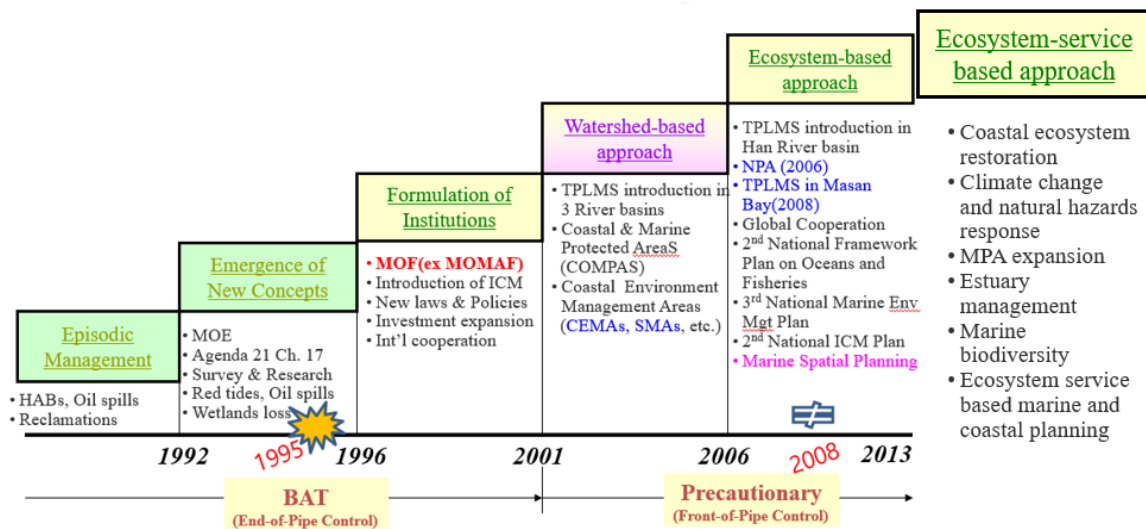 Episodic
Management
• HABs, Oil spills
• Reclamations
Emergence of
New Concepts
• MOE
• Agenda 21 Ch. 17
• Survey & Research
• Red tides, Oil spills
• Wetlands loss
Formulation of
Institutions
• MOF(ex MOMAF)
• Introduction of ICM
• New laws & Policies
• Investment expansion
• Int'l cooperation
Watershed-based
approach
• TPLMS introduction in
3 River basins
• Coastal & Marine
Protected AreaS
(COMPAS)
• Coastal Environment
Management Areas
(CEMAs, SMAs, etc.)
Ecosystem-based
approach
• TPLMS introduction in
Han River basin
• NPA (2006)
• TPLMS in Masan
Bay(2008)
• Global Cooperation
• 2nd National Framework
Plan on Oceans and
Fisheries
• 3rd National Marine Env
Mgt Plan
• 2nd National ICM Plan
• Marine Spatial Planning
Ecosystem-service
based approach
• Coastal ecosystem
restoration
• Climate change
and natural hazards
response
• MPA expansion
• Estuary
management
• Marine
biodiversity
• Ecosystem service
based marine and
coastal planning
1992
1995
1996
2001
2006
2008
2013
BAT
(End-of-Pipe Control)
Precautionary
(Front-of-Pipe Control)